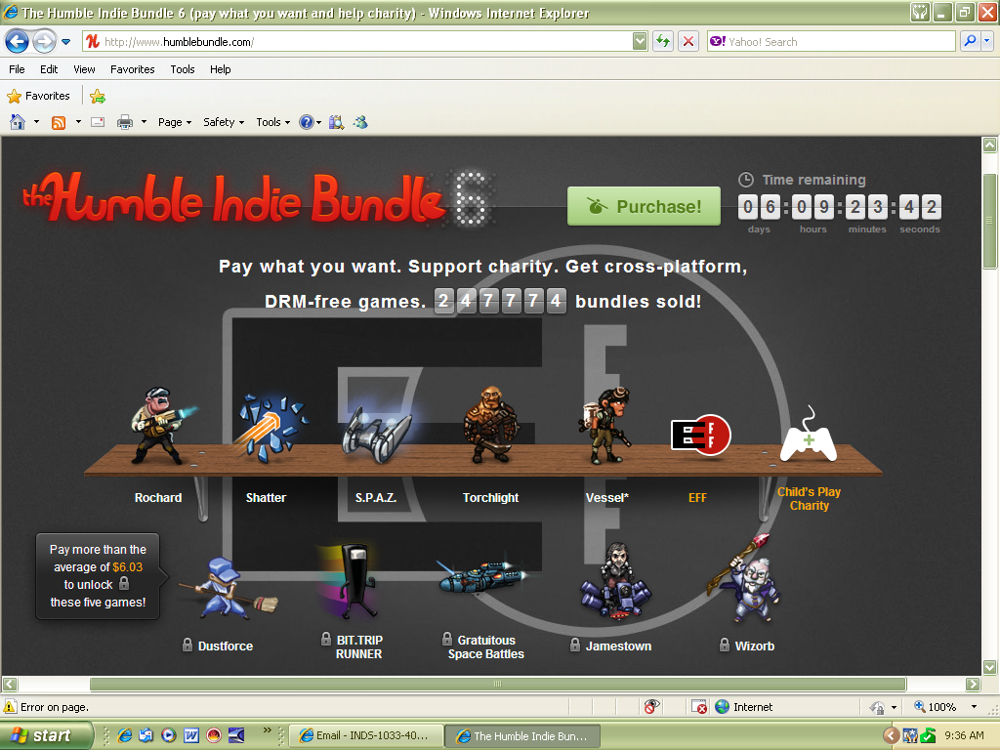 The Humble Indie Bundle 6 (pay what you want and help charity) - Windows Internet Explorer
http://www.humblebundle.com/
Yahoo! Search
File Edit View Favorites Tools Help
Favorites
Page Safety Tools
the Humble Indie Bundle 6
Purchase!
Time remaining
06:09:23:42
days hours minutes seconds
Pay what you want. Support charity. Get cross-platform,
DRM-free games. 247774 bundles sold!
EFF
Rochard Shatter S.P.A.Z. Torchlight Vessel* EFF Child's Play
Charity
Pay more than the
average of $6.03
to unlock
these five games!
Dustforce BIT.TRIP
RUNNER Gratuitous
Space Battles Jamestown Wizorb
Error on page. Internet 100%
start Email - INDS-1033-40... The Humble Indie Bun... 9:36 AM